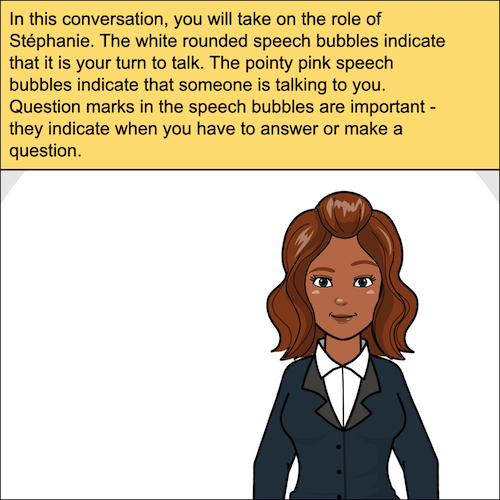 In this conversation, you will take on the role of
Stéphanie. The white rounded speech bubbles indicate
that it is your turn to talk. The pointy pink speech
bubbles indicate that someone is talking to you.
Question marks in the speech bubbles are important -
they indicate when you have to answer or make a
question.